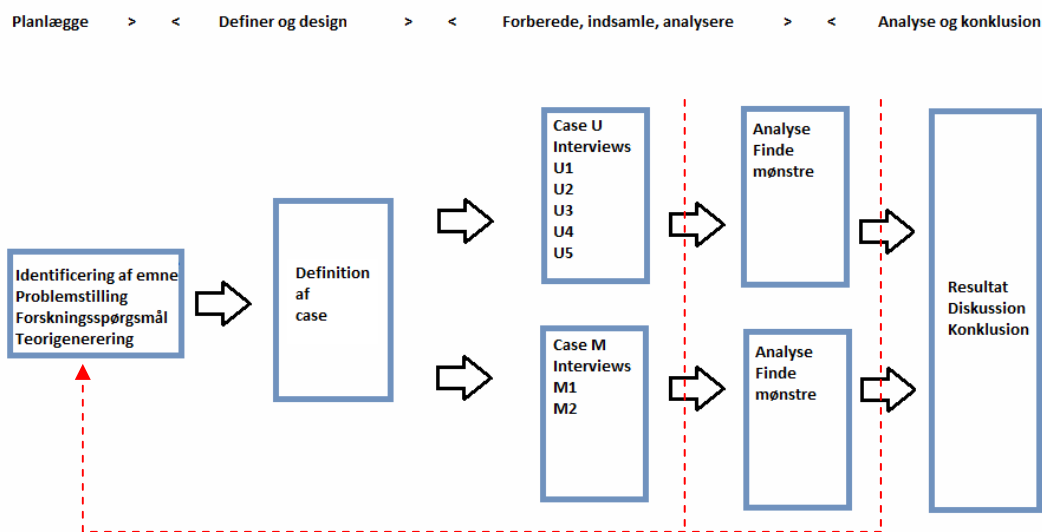 Planlægge > < Definer og design > < Forberede, indsamle, analysere > < Analyse og konklusion
Identificering af emne
Problemstilling
Forskningsspørgsmål
Teorigenerering
Definition
af
case
Case U
Interviews
U1
U2
U3
U4
U5
Case M
Interviews
M1
M2
Analyse
Finde
mønstre
Analyse
Finde
mønstre
Resultat
Diskussion
Konklusion